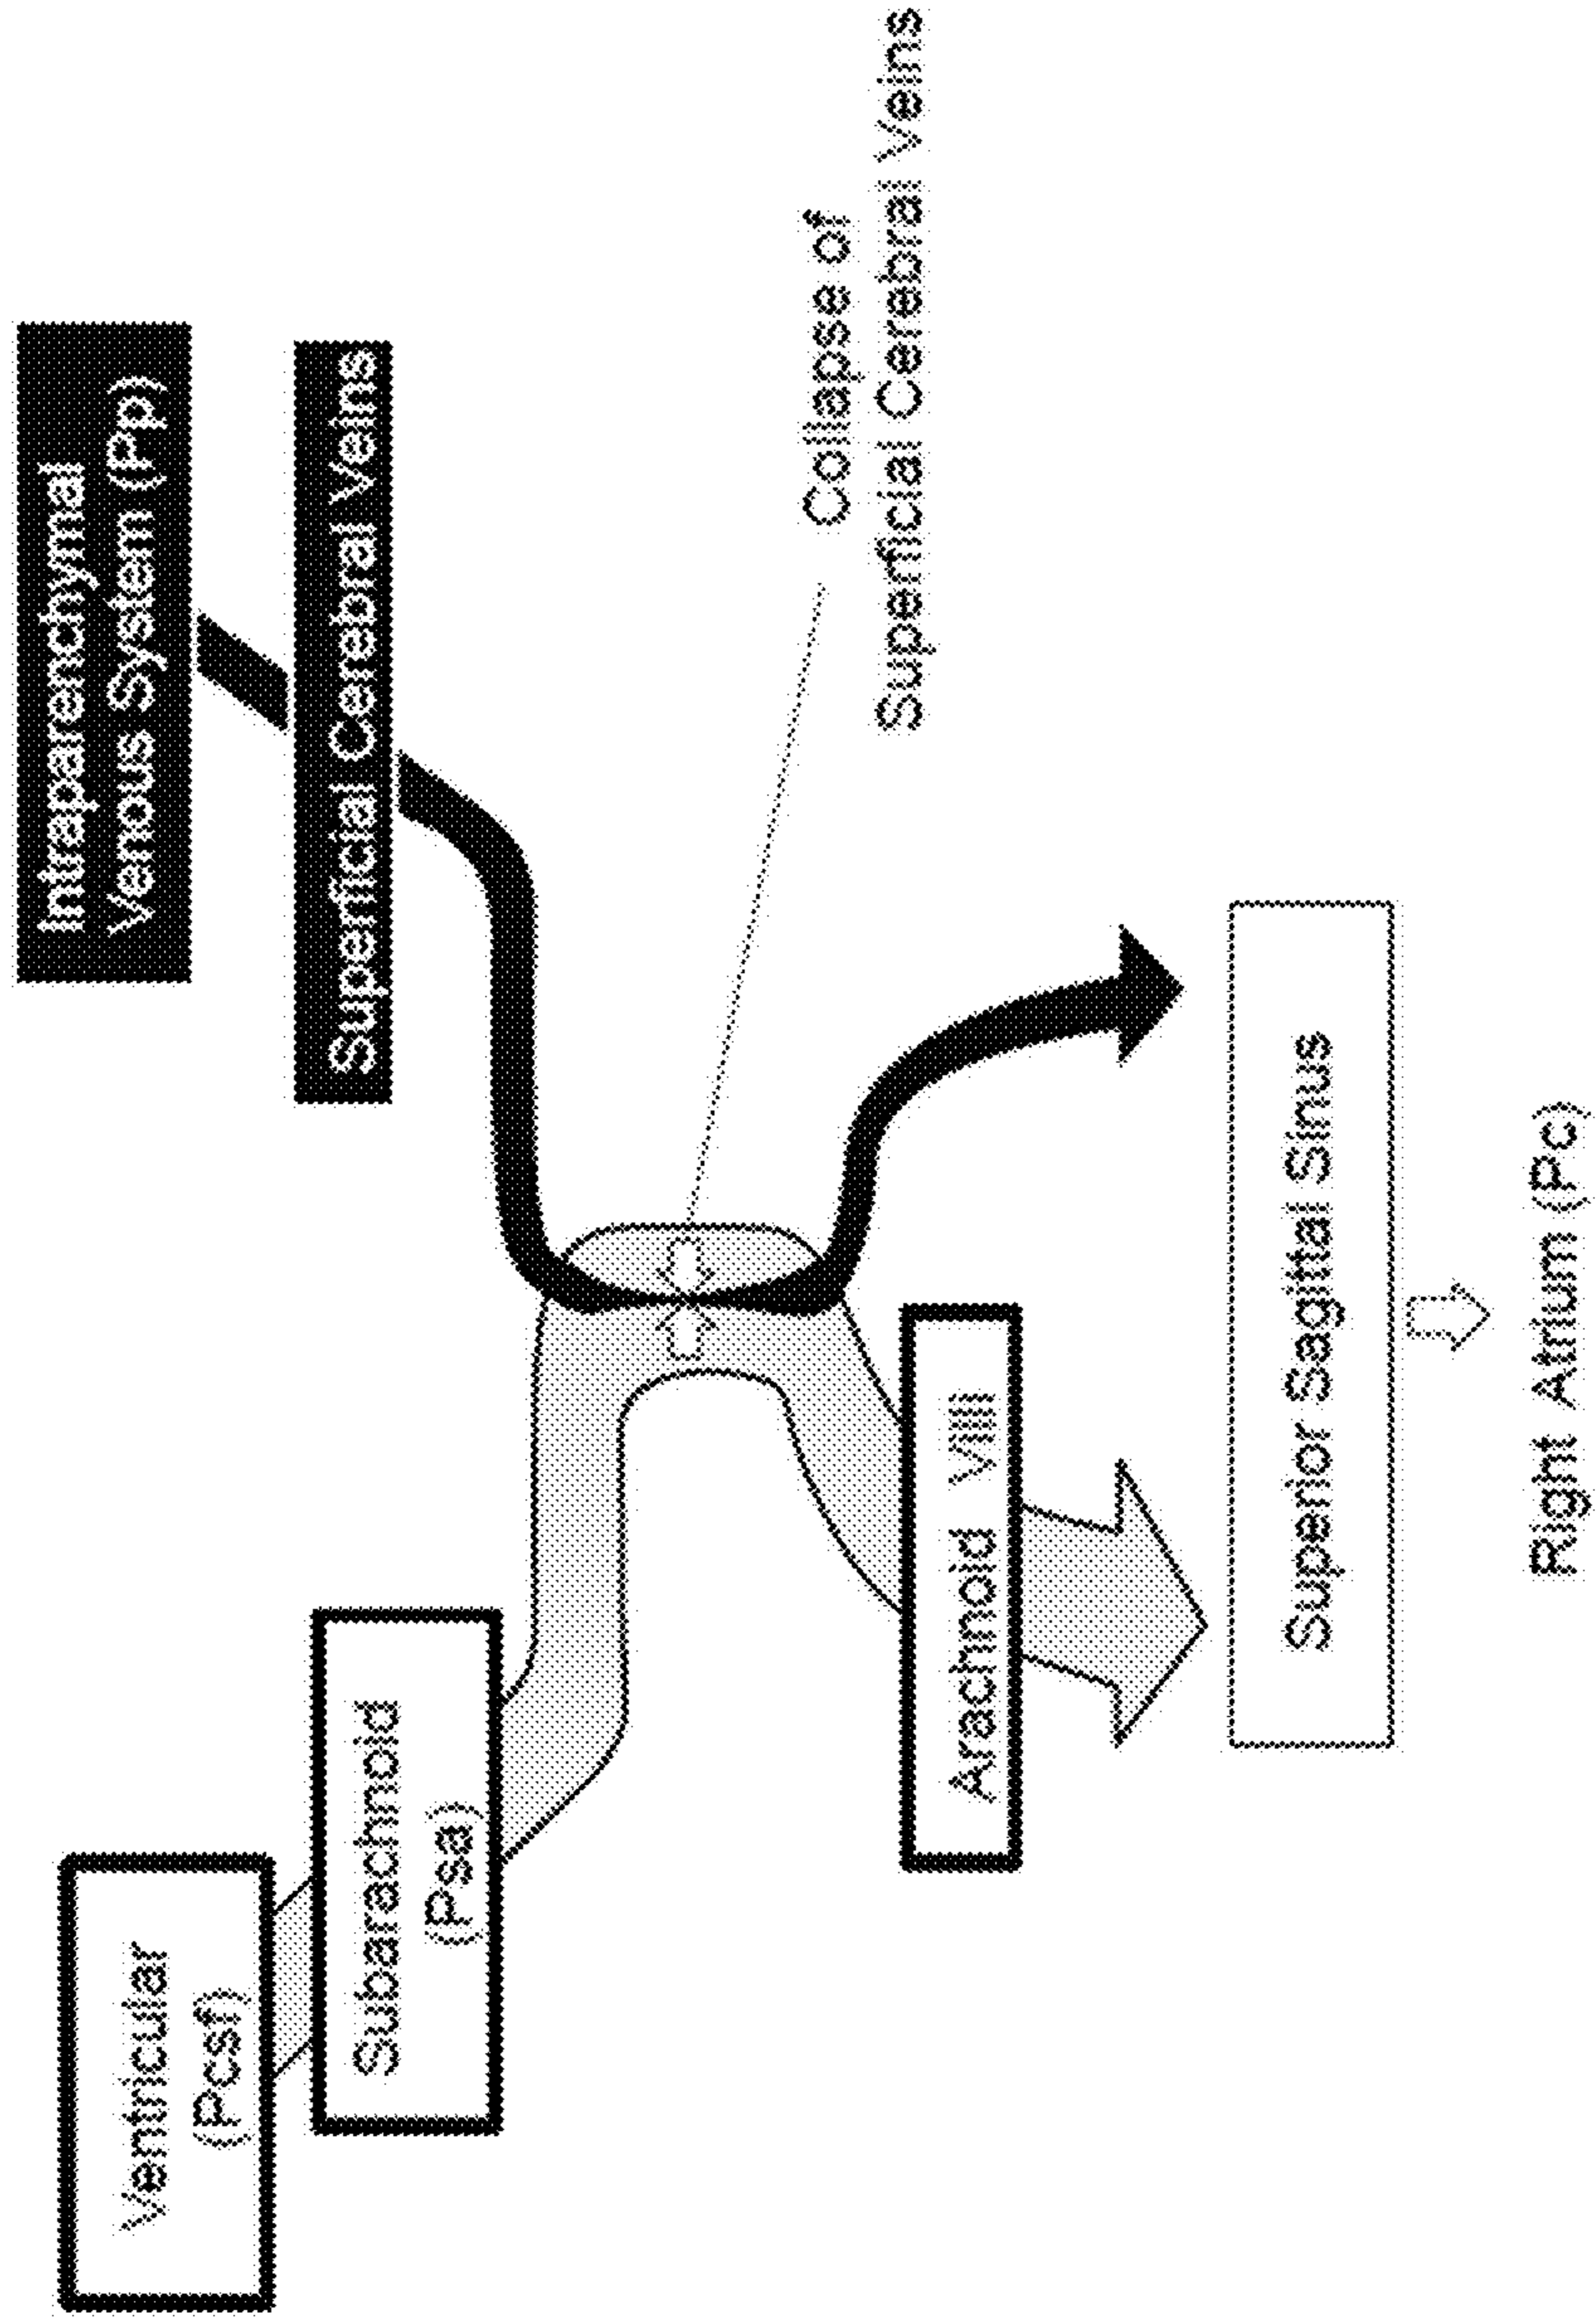 Ventricular
(Pcsf)
Subarachnoid
(Psa)
Intraparenchymal
Venous System (Pp)
Superficial Cerebral Veins
Collapse of
Superficial Cerebral Veins
Arachnoid Villi
Superior Sagittal Sinus
Right Atrium (Pc)